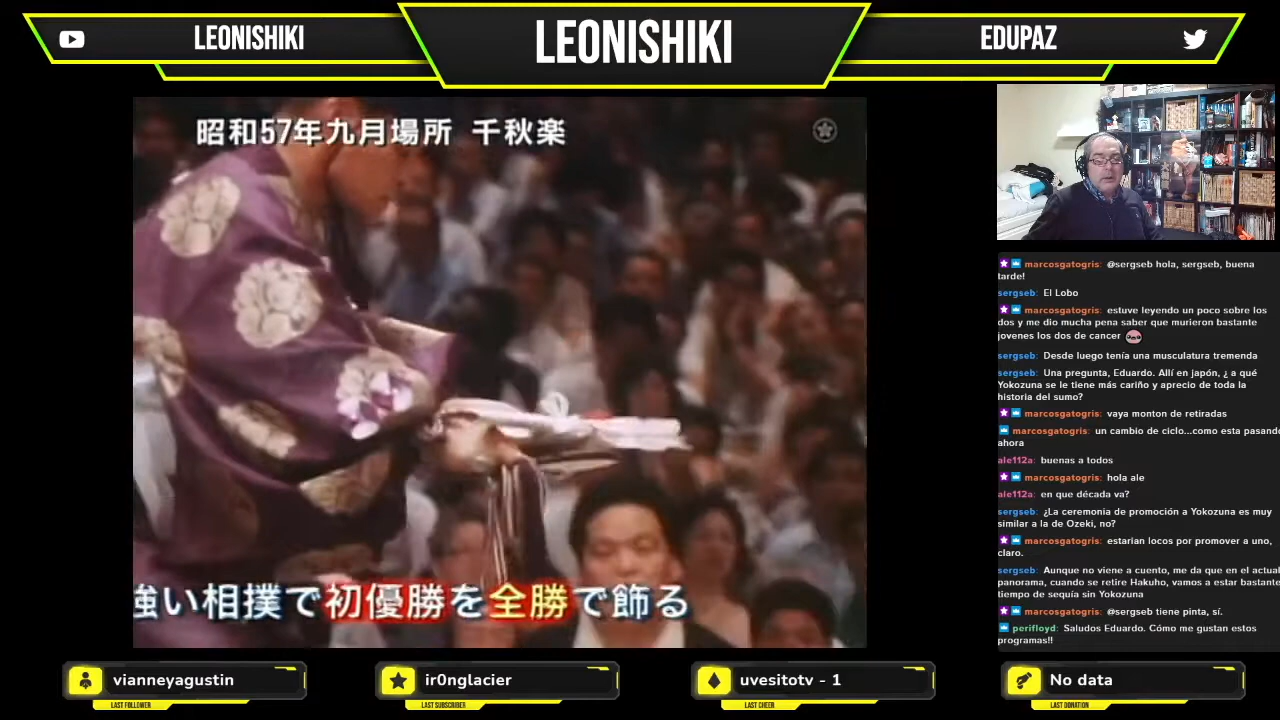 LEONISHIKI
LEONISHIKI
EDUPAZ
昭和57年九月場所 千秋楽
強い相撲で初優勝を全勝で飾る
marcosgatogris: @sergseb hola, sergseb, buena
tarde!
sergseb: El Lobo
marcosgatogris: estuve leyendo un poco sobre los
dos y me dio mucha pena saber que murieron bastante
jovenes los dos de cancer
sergseb: Desde luego tenía una musculatura tremenda
sergseb: Una pregunta, Eduardo. Allí en japón, ¿ a qué
Yokozuna se le tiene más cariño y aprecio de toda la
historia del sumo?
marcosgatogris: vaya monton de retiradas
marcosgatogris: un cambio de ciclo...como esta pasando
ahora
ale112a: buenas a todos
marcosgatogris: hola ale
ale112a: en que década va?
sergseb: ¿La ceremonia de promoción a Yokozuna es muy
similar a la de Ozeki, no?
marcosgatogris: estarian locos por promover a uno,
claro.
sergseb: Aunque no viene a cuento, me da que en el actual
panorama, cuando se retire Hakuho, vamos a estar bastante
tiempo de sequía sin Yokozuna
marcosgatogris: @sergseb tiene pinta, sí.
perifloyd: Saludos Eduardo. Cómo me gustan estos
programas!!
vianneyagustin
LAST FOLLOWER
ir0nglacier
LAST SUBSCRIBER
uvesitotv - 1
LAST CHEER
No data
LAST DONATION